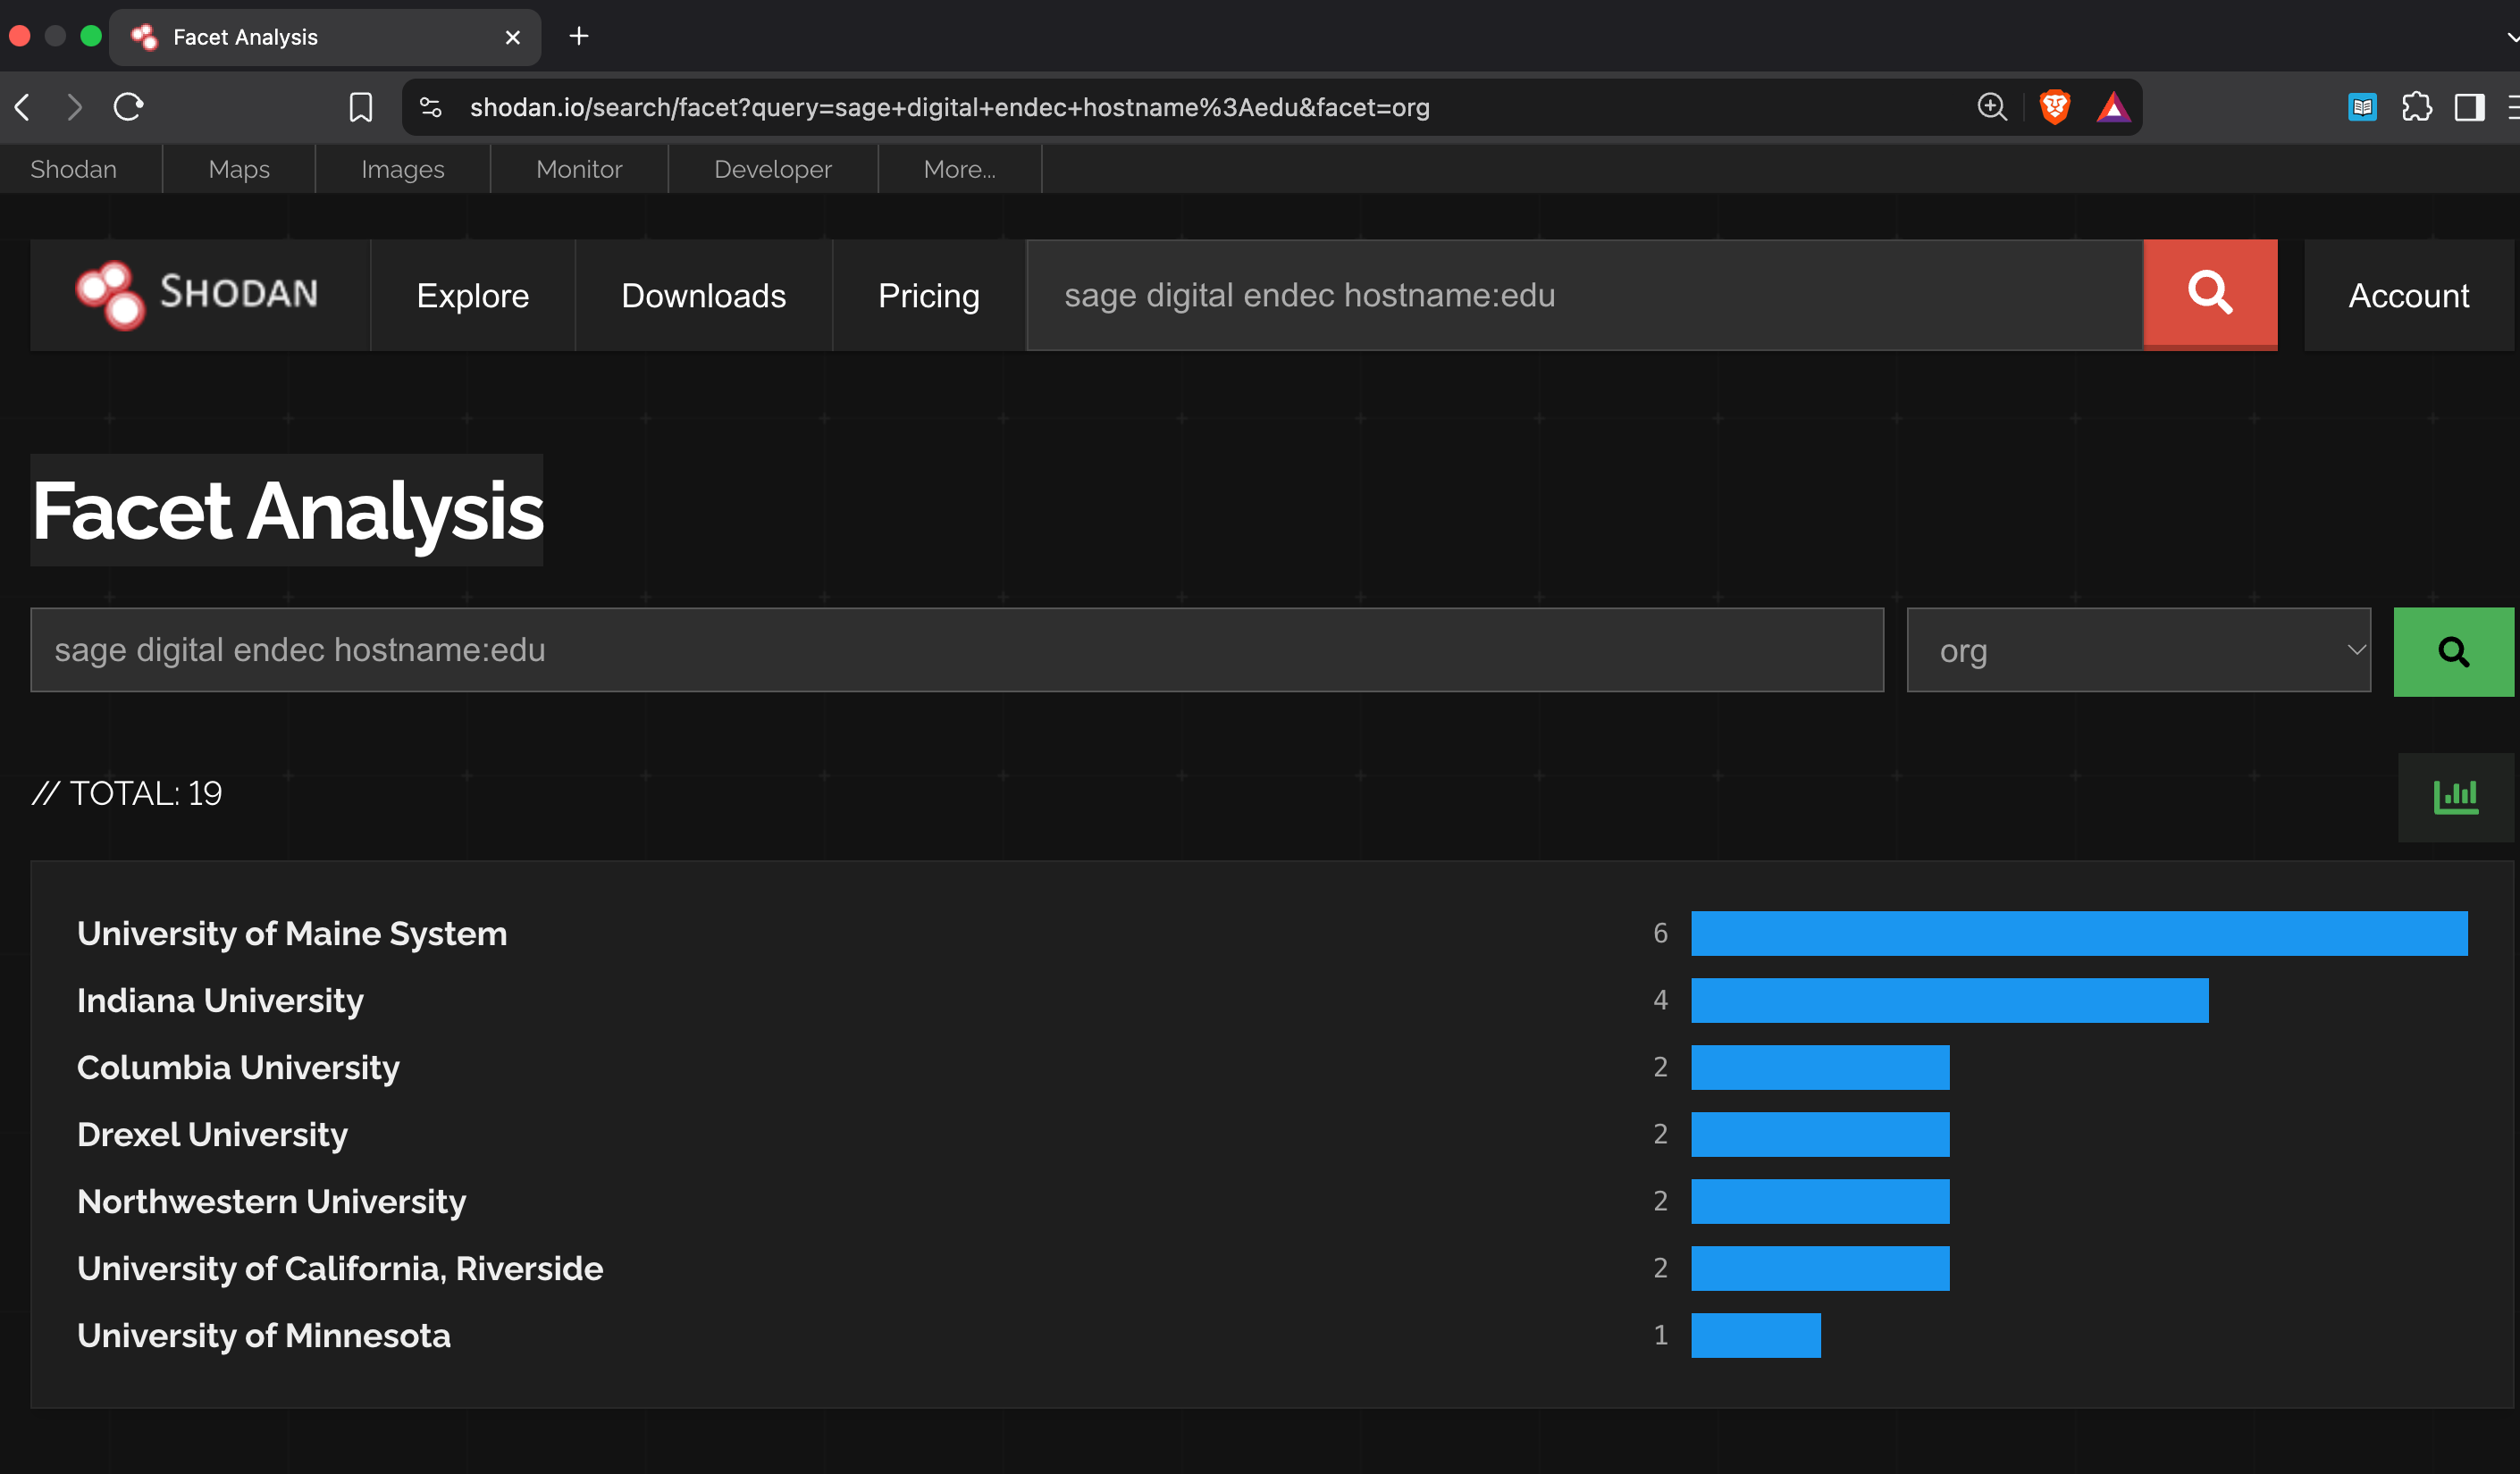 Facet Analysis
shodan.io/search/facet?query=sage+digital+endec+hostname%3Aedu&facet=org
Shodan Maps Images Monitor Developer More...
SHODAN Explore Downloads Pricing sage digital endec hostname:edu Account
Facet Analysis
sage digital endec hostname:edu org
// TOTAL: 19
University of Maine System 6
Indiana University 4
Columbia University 2
Drexel University 2
Northwestern University 2
University of California, Riverside 2
University of Minnesota 1